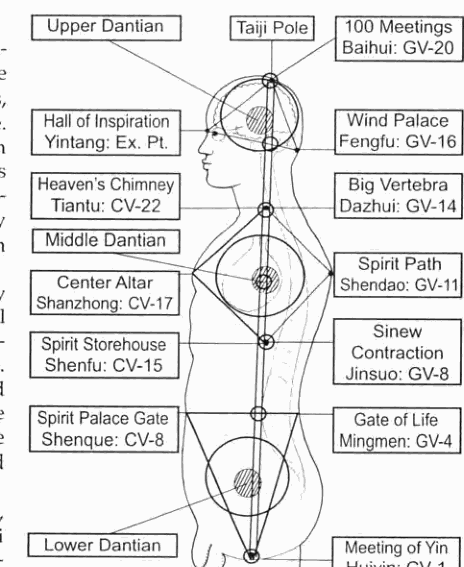 Upper Dantian
Taiji Pole
100 Meetings
Baihui: GV-20
Hall of Inspiration
Yintang: Ex. Pt.
Wind Palace
Fengfu: GV-16
Heaven's Chimney
Tiantu: CV-22
Big Vertebra
Dazhui: GV-14
Middle Dantian
Center Altar
Shanzhong: CV-17
Spirit Path
Shendao: GV-11
Spirit Storehouse
Shenfu: CV-15
Sinew
Contraction
Jinsuo: GV-8
Spirit Palace Gate
Shenque: CV-8
Gate of Life
Mingmen: GV-4
Lower Dantian
Meeting of Yin
Huiyin: CV-1